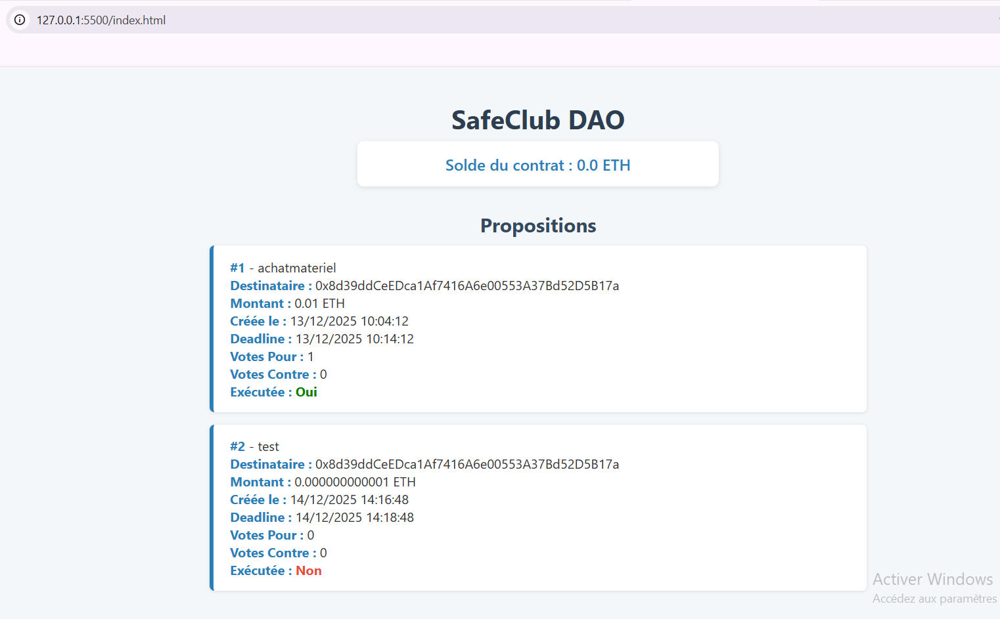 127.0.0.1:5500/index.html
SafeClub DAO
Solde du contrat : 0.0 ETH
Propositions
#1 - achatmateriel
Destinataire : 0x8d39ddCeEDca1Af7416A6e00553A37Bd52D5B17a
Montant : 0.01 ETH
Créée le : 13/12/2025 10:04:12
Deadline : 13/12/2025 10:14:12
Votes Pour : 1
Votes Contre : 0
Exécutée : Oui
#2 - test
Destinataire : 0x8d39ddCeEDca1Af7416A6e00553A37Bd52D5B17a
Montant : 0.000000000001 ETH
Créée le : 14/12/2025 14:16:48
Deadline : 14/12/2025 14:18:48
Votes Pour : 0
Votes Contre : 0
Exécutée : Non
Activer Windows
Accédez aux paramètres